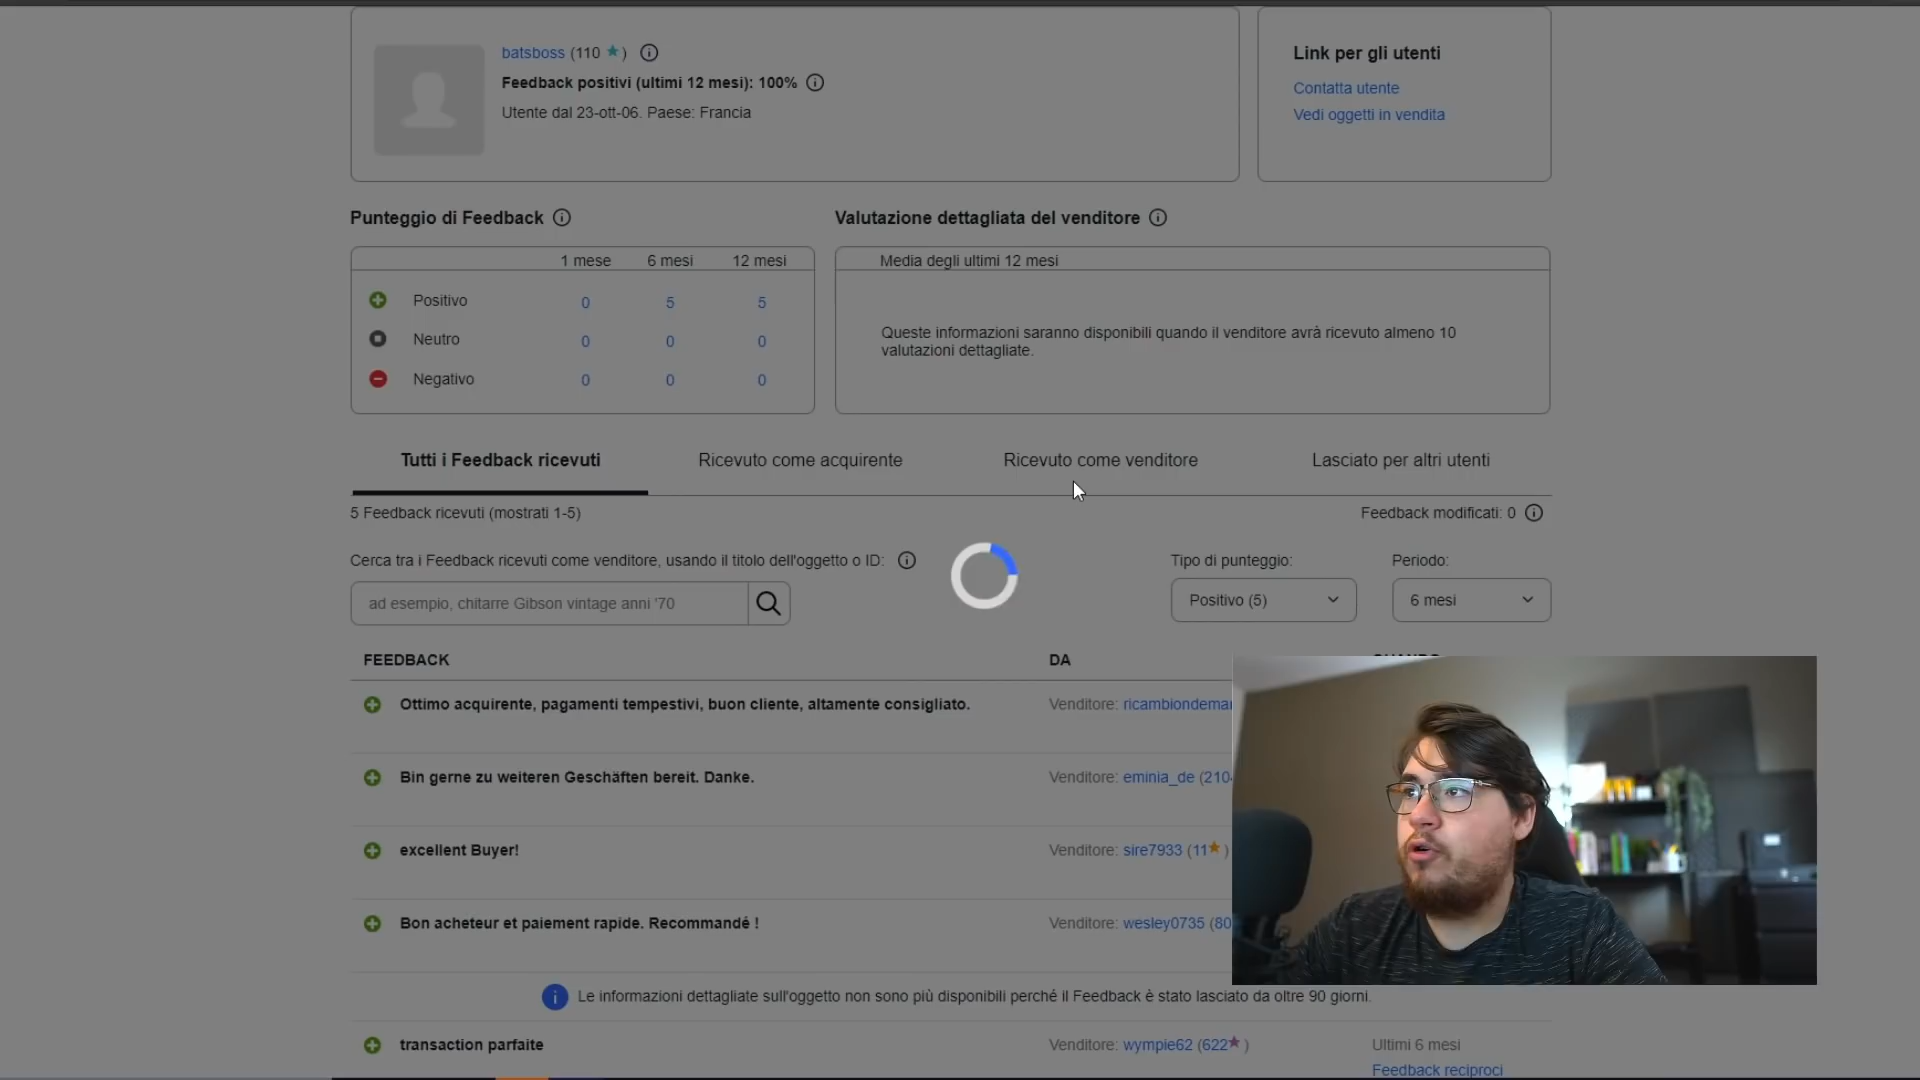 batsboss (110 ★)
Feedback positivi (ultimi 12 mesi): 100%
Utente dal 23-ott-06. Paese: Francia
Link per gli utenti
Contatta utente
Vedi oggetti in vendita
Punteggio di Feedback
1 mese 6 mesi 12 mesi
Positivo 0 5 5
Neutro 0 0 0
Negativo 0 0 0
Valutazione dettagliata del venditore
Media degli ultimi 12 mesi
Queste informazioni saranno disponibili quando il venditore avrà ricevuto almeno 10
valutazioni dettagliate.
Tutti i Feedback ricevuti Ricevuto come acquirente Ricevuto come venditore Lasciato per altri utenti
5 Feedback ricevuti (mostrati 1-5) Feedback modificati: 0
Cerca tra i Feedback ricevuti come venditore, usando il titolo dell'oggetto o ID:
ad esempio, chitarre Gibson vintage anni '70
Tipo di punteggio: Periodo:
Positivo (5) 6 mesi
FEEDBACK DA
Ottimo acquirente, pagamenti tempestivi, buon cliente, altamente consigliato. Venditore:
Bin gerne zu weiteren Geschäften bereit. Danke. Venditore: eminia_de (210
excellent Buyer! Venditore: sire7933 (11★)
Bon acheteur et paiement rapide. Recommandé ! Venditore: wesley0735 (80
Le informazioni dettagliate sull'oggetto non sono più disponibili perché il Feedback è stato lasciato da oltre 90 giorni.
transaction parfaite Venditore: wympie62 (622★) Ultimi 6 mesi
Feedback reciproci